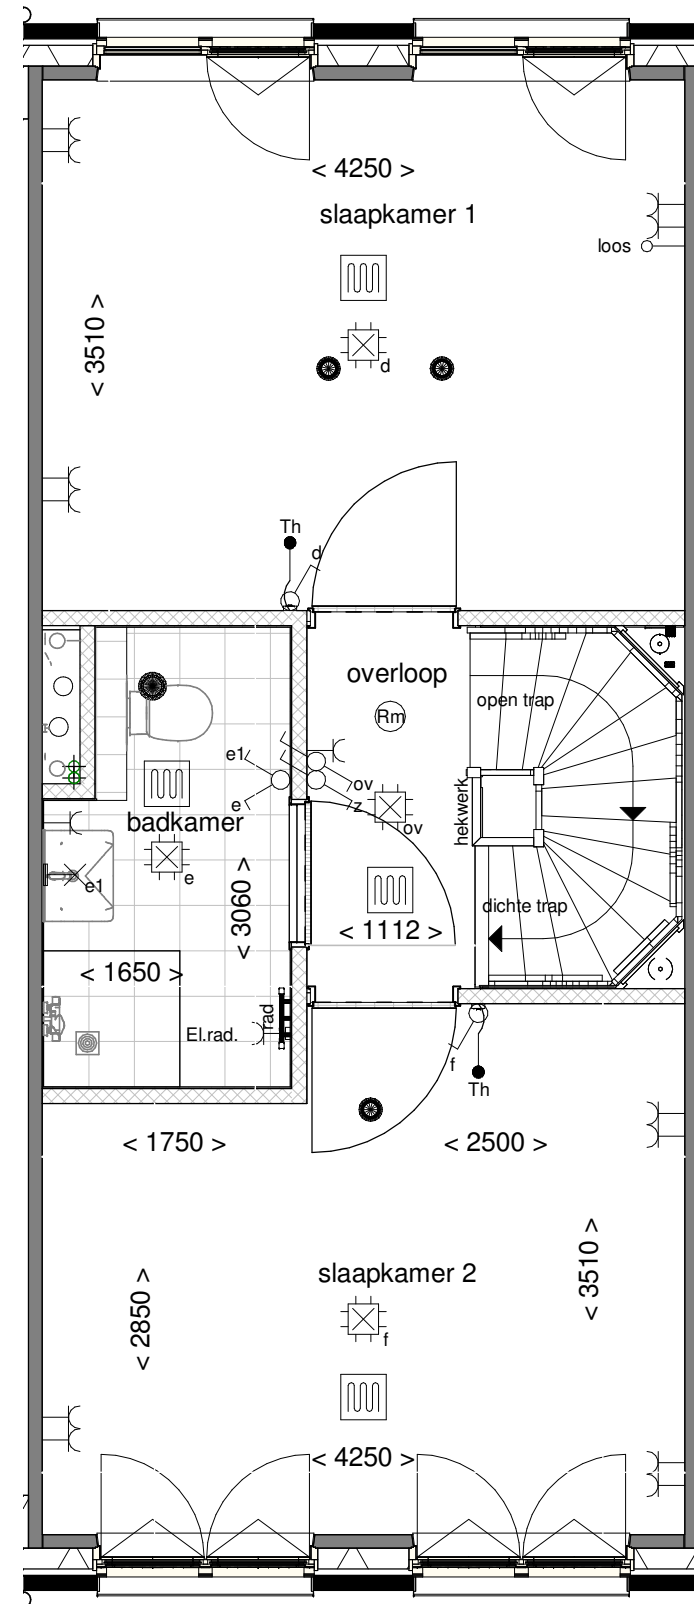 < 4250 >
slaapkamer 1
loos
< 3510 >
d
Th
d
overloop
open trap
Rm
e1
ov
e
z
hekwerk
badkamer
ov
e
e1
< 3060 >
dichte trap
< 1112 >
< 1650 >
rad
El.rad.
f
Th
< 1750 >
< 2500 >
< 3510 >
slaapkamer 2
< 2850 >
f
< 4250 >